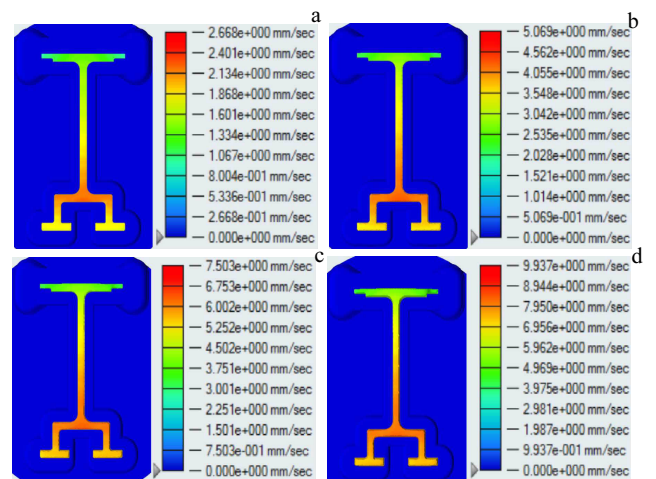 a
2.668e+000 mm/sec
2.401e+000 mm/sec
2.134e+000 mm/sec
1.868e+000 mm/sec
1.601e+000 mm/sec
1.334e+000 mm/sec
1.067e+000 mm/sec
8.004e-001 mm/sec
5.336e-001 mm/sec
2.668e-001 mm/sec
0.000e+000 mm/sec
b
5.069e+000 mm/sec
4.562e+000 mm/sec
4.055e+000 mm/sec
3.548e+000 mm/sec
3.042e+000 mm/sec
2.535e+000 mm/sec
2.028e+000 mm/sec
1.521e+000 mm/sec
1.014e+000 mm/sec
5.069e-001 mm/sec
0.000e+000 mm/sec
c
7.503e+000 mm/sec
6.753e+000 mm/sec
6.002e+000 mm/sec
5.252e+000 mm/sec
4.502e+000 mm/sec
3.751e+000 mm/sec
3.001e+000 mm/sec
2.251e+000 mm/sec
1.501e+000 mm/sec
7.503e-001 mm/sec
0.000e+000 mm/sec
d
9.937e+000 mm/sec
8.944e+000 mm/sec
7.950e+000 mm/sec
6.956e+000 mm/sec
5.962e+000 mm/sec
4.969e+000 mm/sec
3.975e+000 mm/sec
2.981e+000 mm/sec
1.987e+000 mm/sec
9.937e-001 mm/sec
0.000e+000 mm/sec